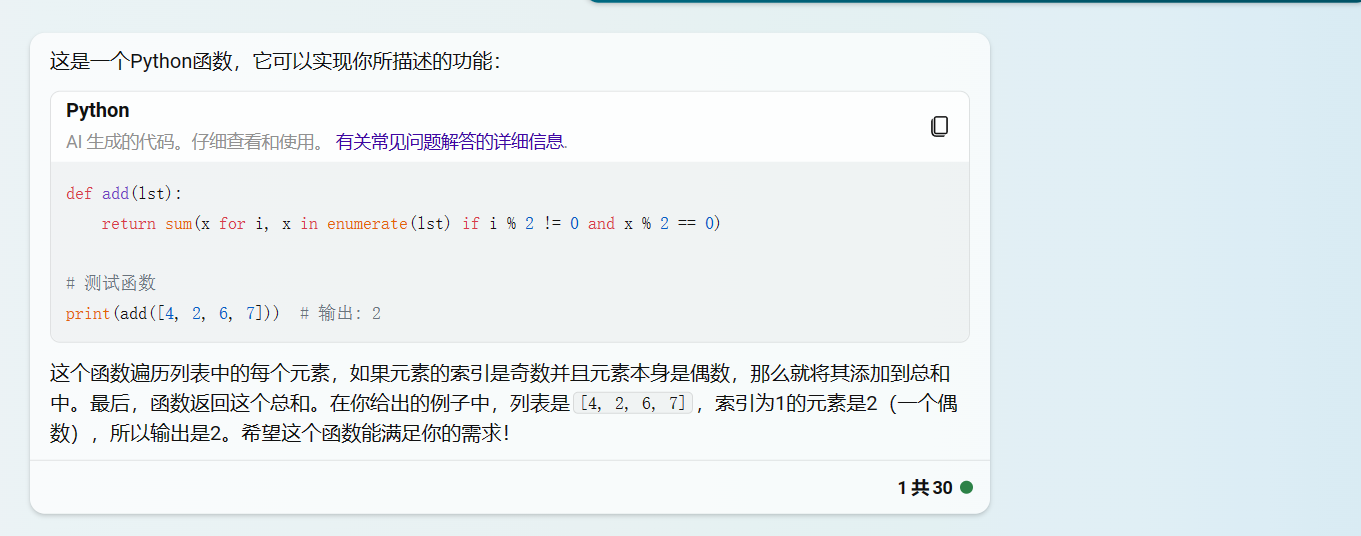 这是一个Python函数，它可以实现你所描述的功能：
Python
AI 生成的代码。仔细查看和使用。 有关常见问题解答的详细信息.
def add(lst):
    return sum(x for i, x in enumerate(lst) if i % 2 != 0 and x % 2 == 0)
# 测试函数
print(add([4, 2, 6, 7]))  # 输出：2
这个函数遍历列表中的每个元素，如果元素的索引是奇数并且元素本身是偶数，那么就将其添加到总和
中。最后，函数返回这个总和。在你给出的例子中，列表是 [4, 2, 6, 7] ，索引为1的元素是2（一个偶
数），所以输出是2。希望这个函数能满足你的需求！
1 共 30